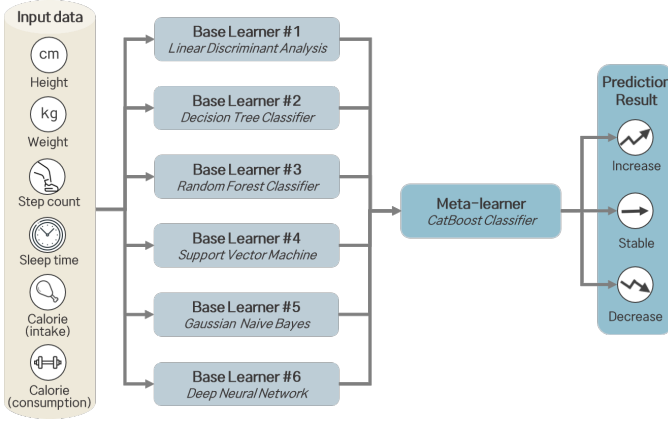 Input data
cm
Height
kg
Weight
Step count
Sleep time
Calorie
(intake)
Calorie
(consumption)
Base Learner #1
Linear Discriminant Analysis
Base Learner #2
Decision Tree Classifier
Base Learner #3
Random Forest Classifier
Base Learner #4
Support Vector Machine
Base Learner #5
Gaussian Naive Bayes
Base Learner #6
Deep Neural Network
Meta-learner
CatBoost Classifier
Prediction
Result
Increase
Stable
Decrease